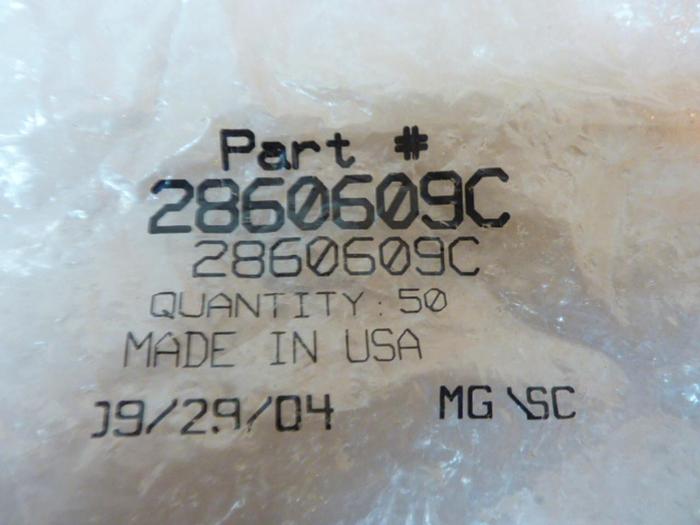 Part #
2860609C
2860609C
QUANTITY: 50
MADE IN USA
09/29/04 MG\SC